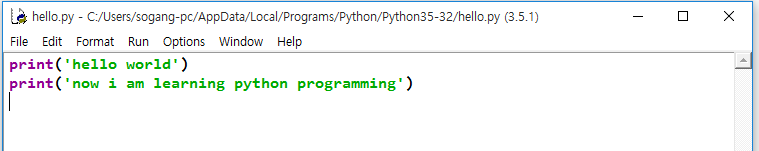 hello.py - C:/Users/sogang-pc/AppData/Local/Programs/Python/Python35-32/hello.py (3.5.1)
File Edit Format Run Options Window Help
print('hello world')
print('now i am learning python programming')